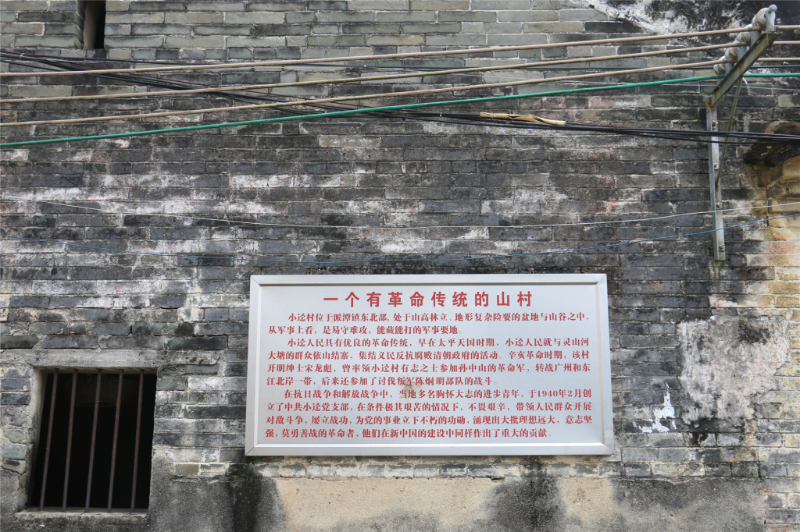 一个有革命传统的山村
小迳村位于派潭镇东北部，处于山高林立、地形复杂险要的盆地与山谷之中，
从军事上看，是易守难攻，能藏能打的军事要地。
小迳人民具有优良的革命传统，早在太平天国时期，小迳人民就与灵山河
大塘的群众依山结寨，集结义民反抗腐败清朝政府的活动。辛亥革命时期，该村
开明绅士宋龙彪，曾率领小迳村有志之士参加孙中山的革命军，转战广州和东
江北岸一带，后来还参加了讨伐叛军陈炯明部队的战斗。
在抗日战争和解放战争中，当地多名胸怀大志的进步青年，于1940年2月创
立了中共小迳党支部，在条件极其艰苦的情况下，不畏艰辛，带领人民群众开展
对敌斗争，屡立战功，为党的事业立下不朽的功勋，涌现出大批理想远大，意志坚
强，英勇善战的革命者，他们在新中国的建设中同样作出了重大的贡献。